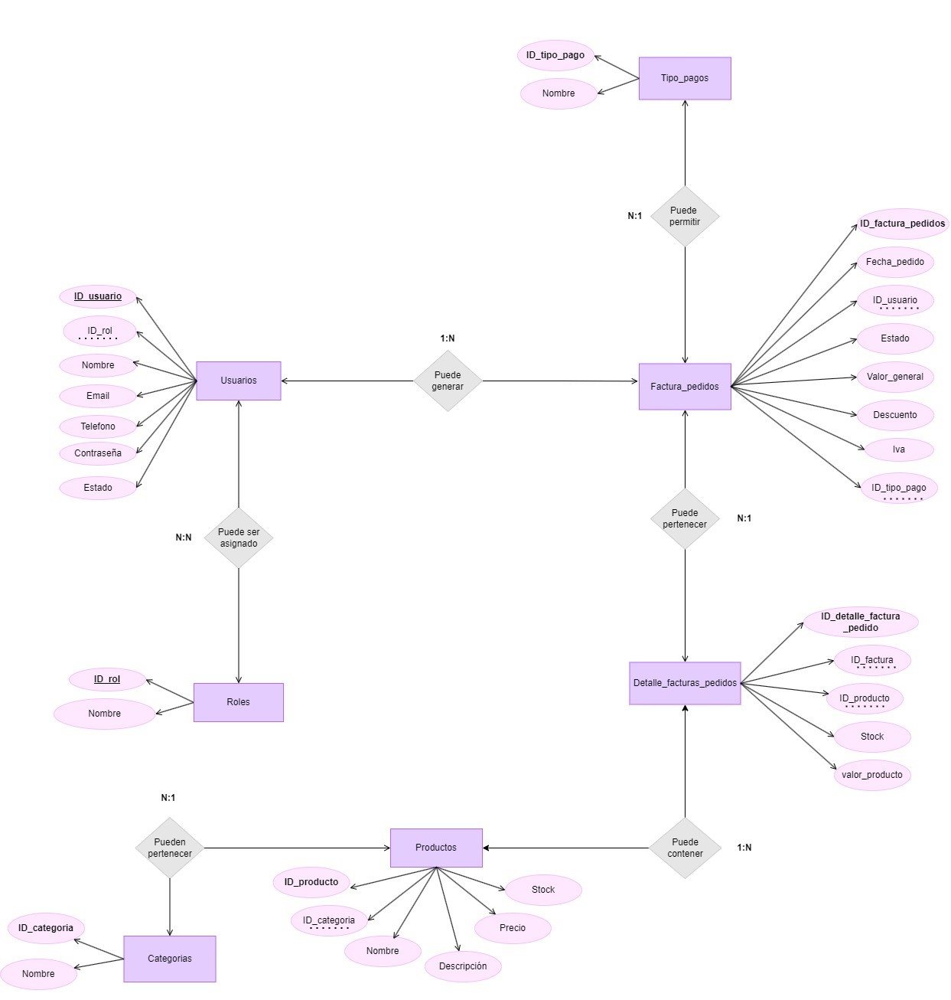 ID_tipo_pago
Nombre
Tipo_pagos
Puede
permitir
N:1
ID_factura_pedidos
Fecha_pedido
ID_usuario
Estado
Valor_general
Descuento
Iva
ID_tipo_pago
Factura_pedidos
1:N
Puede
generar
ID_usuario
ID_rol
Nombre
Email
Telefono
Contraseña
Estado
Usuarios
N:N
Puede ser
asignado
Puede
pertenecer
N:1
ID_rol
Nombre
Roles
Detalle_facturas_pedidos
ID_detalle_factura
_pedido
ID_factura
ID_producto
Stock
valor_producto
N:1
Pueden
pertenecer
Productos
Puede
contener
1:N
ID_producto
ID_categoria
Nombre
Descripción
Precio
Stock
ID_categoria
Nombre
Categorias